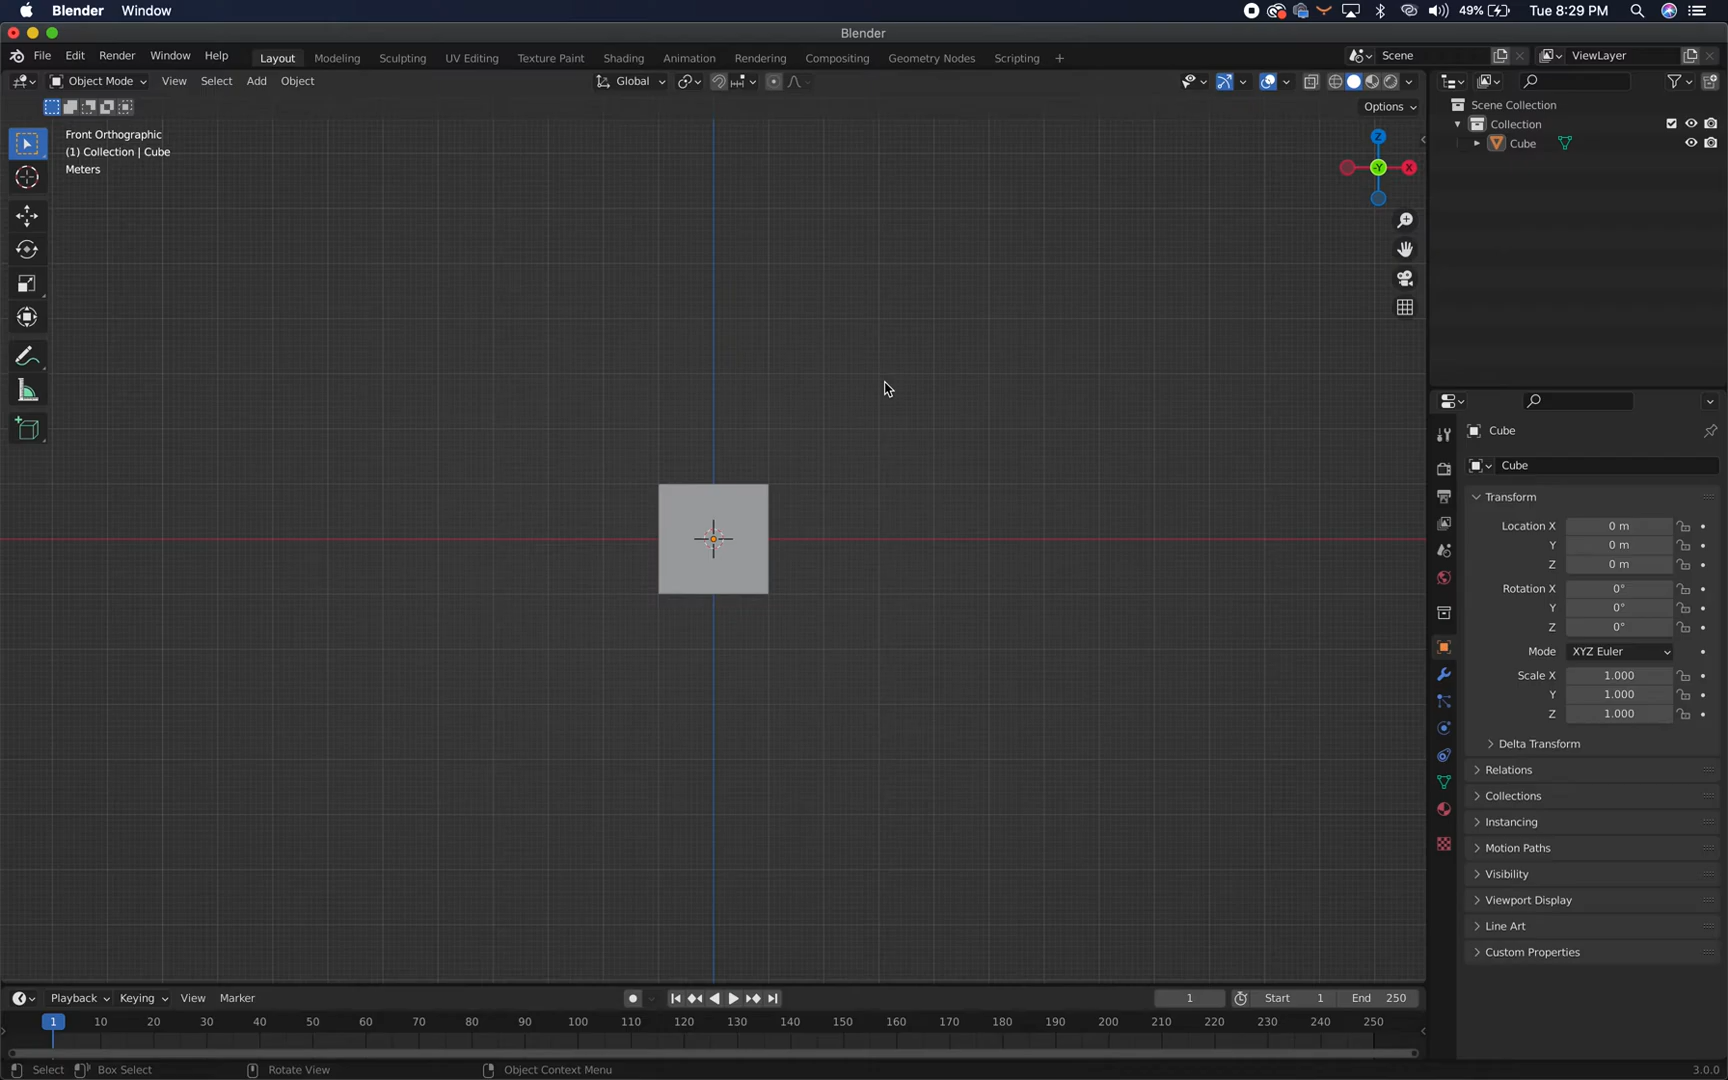 Blender Window 49% Tue 8:29 PM
Blender
File Edit Render Window Help Layout Modeling Sculpting UV Editing Texture Paint Shading Animation Rendering Compositing Geometry Nodes Scripting + Scene ViewLayer
Object Mode View Select Add Object Global
Options
Front Orthographic
(1) Collection | Cube
Meters
Z
-Y X
Scene Collection
Collection
Cube
Cube
Cube
Transform
Location X 0 m
Y 0 m
Z 0 m
Rotation X 0°
Y 0°
Z 0°
Mode XYZ Euler
Scale X 1.000
Y 1.000
Z 1.000
Delta Transform
Relations
Collections
Instancing
Motion Paths
Visibility
Viewport Display
Line Art
Custom Properties
Playback Keying View Marker 1 Start 1 End 250
1 10 20 30 40 50 60 70 80 90 100 110 120 130 140 150 160 170 180 190 200 210 220 230 240 250
Select Box Select Rotate View Object Context Menu 3.0.0